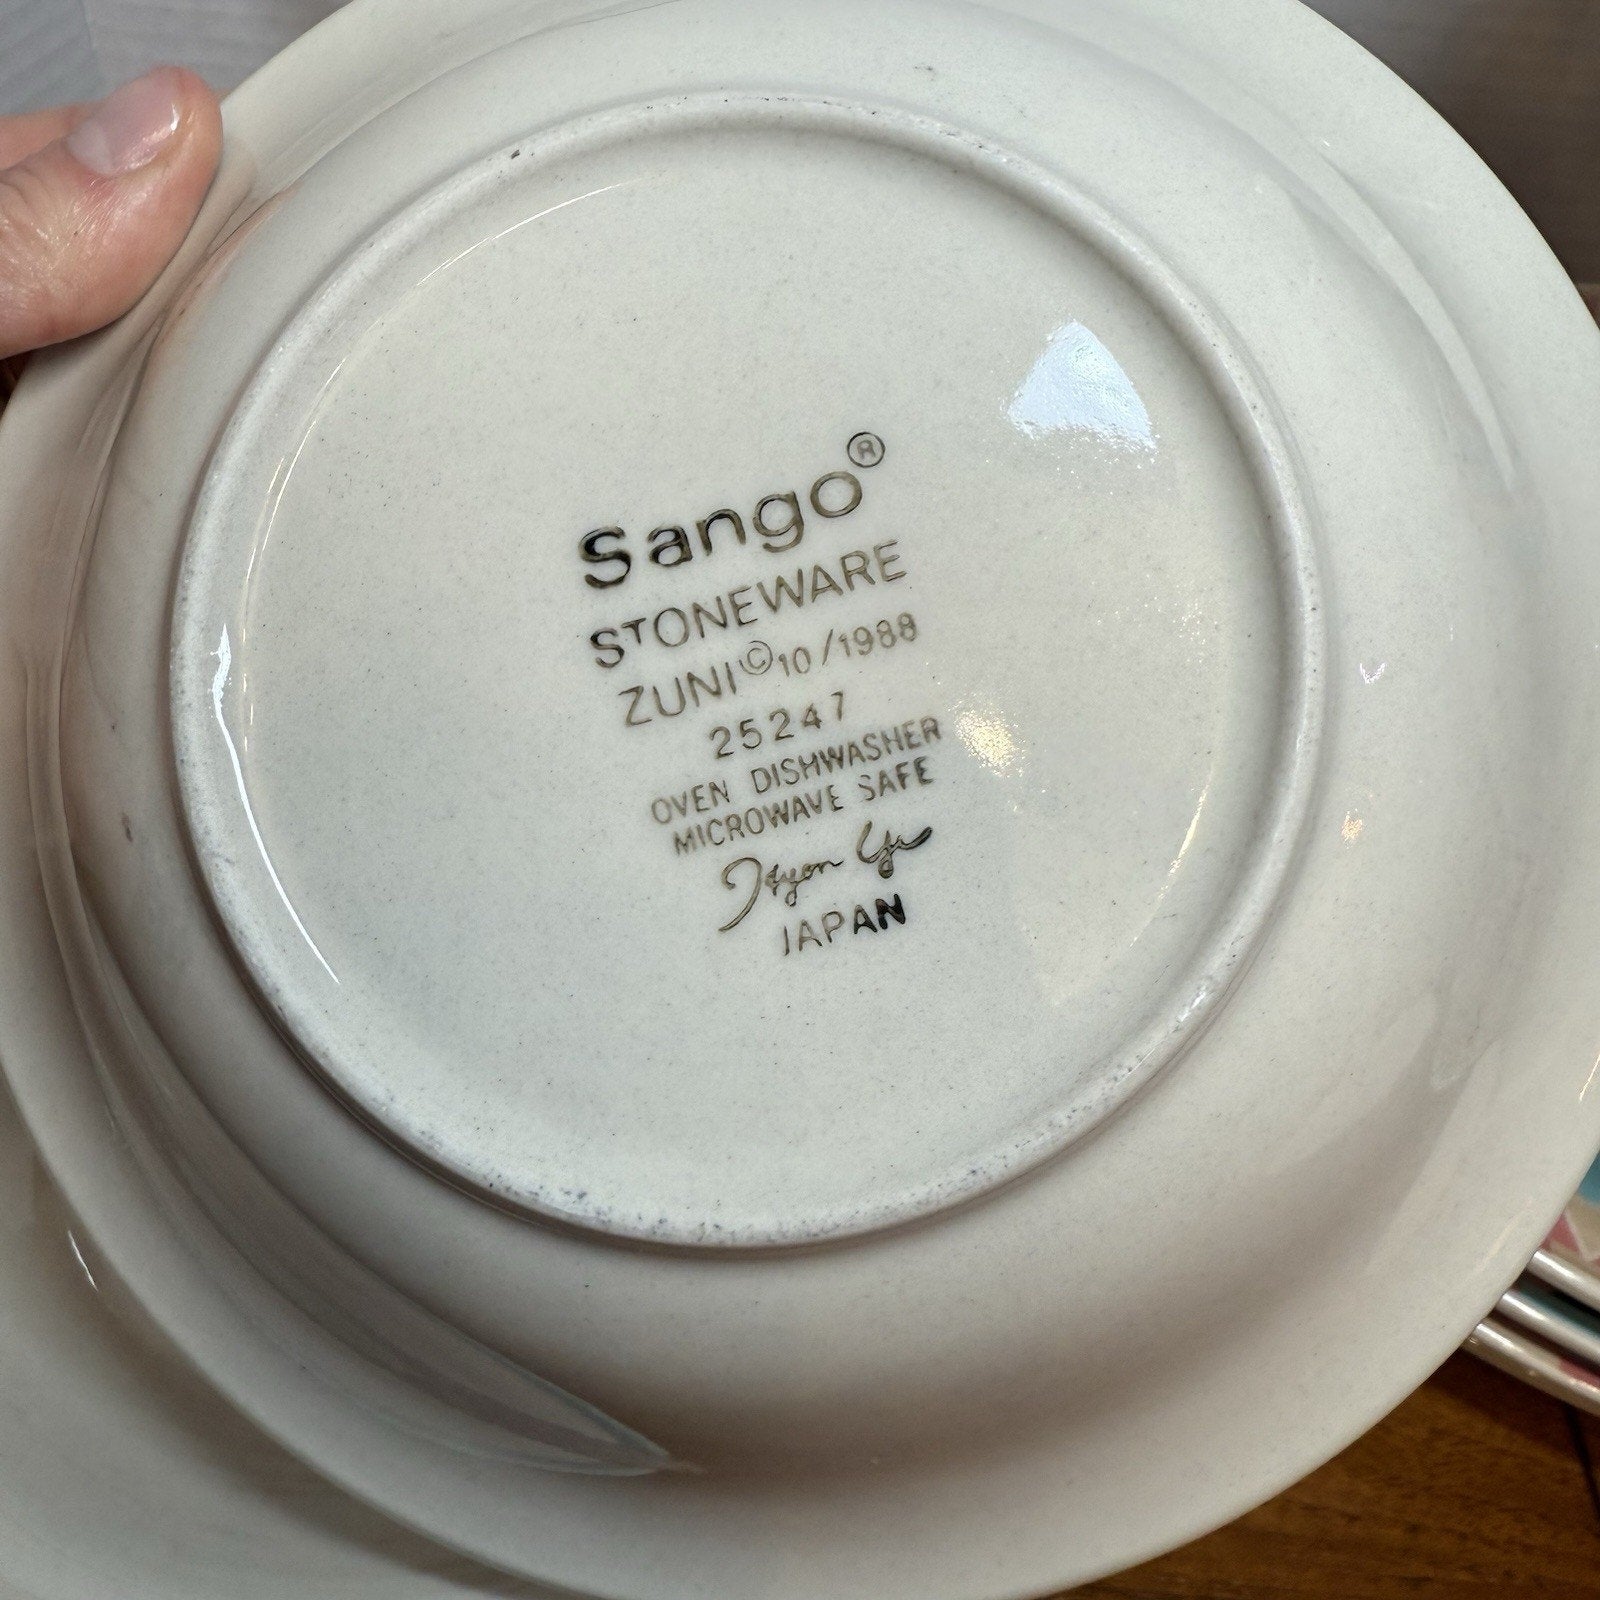 Sango®
STONEWARE
ZUNI © 10/1988
25247
OVEN DISHWASHER
MICROWAVE SAFE
JAPAN